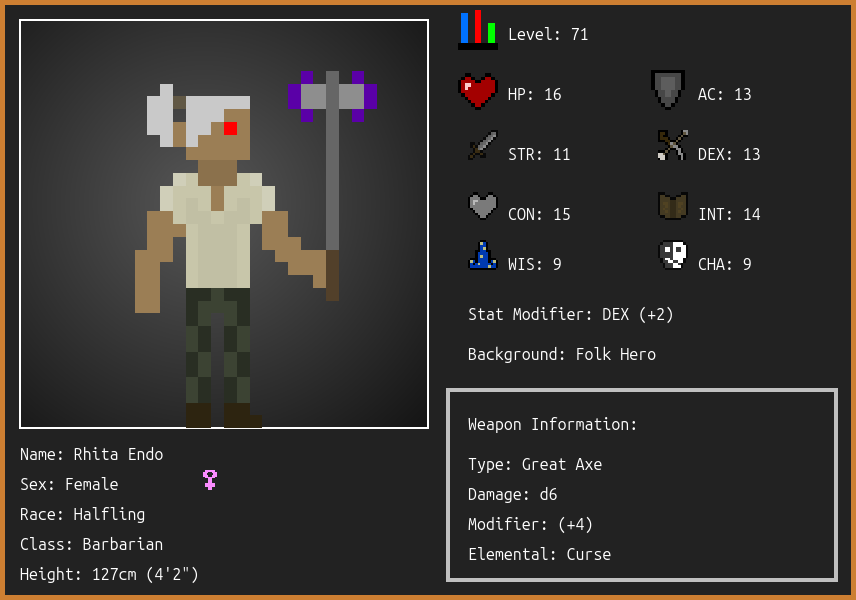 Level: 71
HP: 16
AC: 13
STR: 11
DEX: 13
CON: 15
INT: 14
WIS: 9
CHA: 9
Stat Modifier: DEX (+2)
Background: Folk Hero
Weapon Information:
Type: Great Axe
Damage: d6
Modifier: (+4)
Elemental: Curse
Name: Rhita Endo
Sex: Female
Race: Halfling
Class: Barbarian
Height: 127cm (4'2")